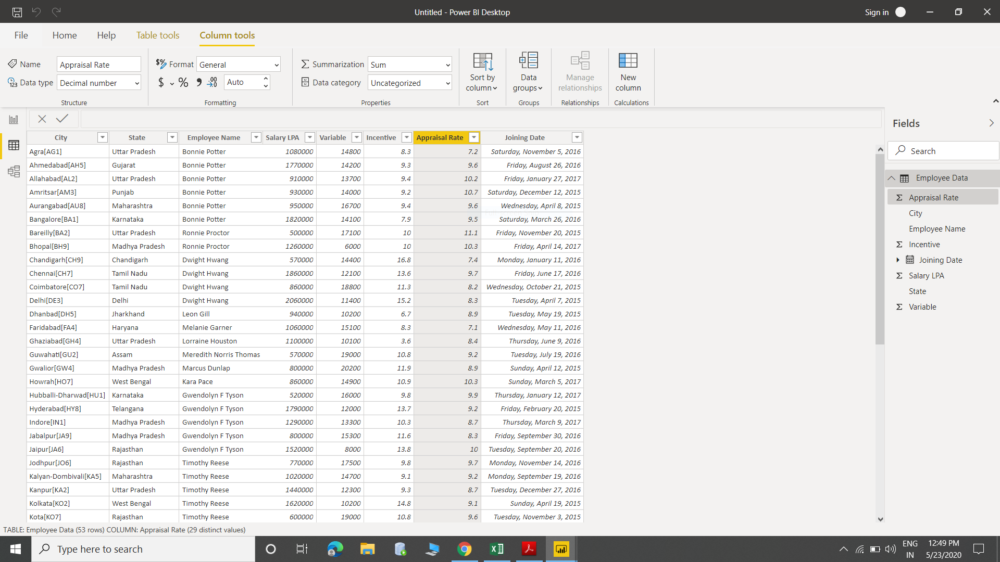 Untitled - Power BI Desktop
Sign in
File Home Help Table tools Column tools
Name Appraisal Rate
Data type Decimal number
Structure
Format General
$ % , .00 Auto
Formatting
Summarization Sum
Data category Uncategorized
Properties
Sort by column
Sort
Data groups
Groups
Manage relationships
Relationships
New column
Calculations
City State Employee Name Salary LPA Variable Incentive Appraisal Rate Joining Date
Agra[AG1] Uttar Pradesh Bonnie Potter 1080000 14800 8.3 7.2 Saturday, November 5, 2016
Ahmedabad[AH5] Gujarat Bonnie Potter 1770000 14200 9.3 9.6 Friday, August 26, 2016
Allahabad[AL2] Uttar Pradesh Bonnie Potter 910000 13700 9.4 10.2 Friday, January 27, 2017
Amritsar[AM3] Punjab Bonnie Potter 930000 14000 9.2 10.7 Saturday, December 12, 2015
Aurangabad[AU8] Maharashtra Bonnie Potter 950000 16700 9.4 9.6 Wednesday, April 8, 2015
Bangalore[BA1] Karnataka Bonnie Potter 1820000 14100 7.9 9.5 Saturday, March 26, 2016
Bareilly[BA2] Uttar Pradesh Ronnie Proctor 500000 17100 10 11.1 Friday, November 20, 2015
Bhopal[BH9] Madhya Pradesh Ronnie Proctor 1260000 6000 10 10.3 Friday, April 14, 2017
Chandigarh[CH9] Chandigarh Dwight Hwang 570000 14400 16.8 7.4 Monday, January 11, 2016
Chennai[CH7] Tamil Nadu Dwight Hwang 1860000 12100 13.6 9.7 Friday, June 17, 2016
Coimbatore[CO7] Tamil Nadu Dwight Hwang 860000 18800 11.3 8.2 Wednesday, October 21, 2015
Delhi[DE3] Delhi Dwight Hwang 2060000 11400 15.2 8.3 Tuesday, April 7, 2015
Dhanbad[DH5] Jharkhand Leon Gill 940000 10200 6.7 8.9 Tuesday, May 19, 2015
Faridabad[FA4] Haryana Melanie Garner 1060000 15100 8.3 7.1 Wednesday, May 11, 2016
Ghaziabad[GH4] Uttar Pradesh Lorraine Houston 1100000 10100 3.6 8.4 Thursday, June 9, 2016
Guwahati[GU2] Assam Meredith Norris Thomas 570000 19000 10.8 9.2 Tuesday, July 19, 2016
Gwalior[GW4] Madhya Pradesh Marcus Dunlap 800000 20200 11.9 8.9 Sunday, April 12, 2015
Howrah[HO7] West Bengal Kara Pace 860000 14900 10.9 10.3 Sunday, March 5, 2017
Hubballi-Dharwad[HU1] Karnataka Gwendolyn F Tyson 520000 16000 9.8 9.9 Thursday, January 12, 2017
Hyderabad[HY8] Telangana Gwendolyn F Tyson 1790000 12000 13.7 9.2 Friday, February 20, 2015
Indore[IN1] Madhya Pradesh Gwendolyn F Tyson 1290000 13300 10.3 8.7 Thursday, March 9, 2017
Jabalpur[JA9] Madhya Pradesh Gwendolyn F Tyson 800000 15300 11.6 8.3 Friday, September 30, 2016
Jaipur[JA6] Rajasthan Gwendolyn F Tyson 1520000 8000 13.8 10 Tuesday, September 20, 2016
Jodhpur[JO6] Rajasthan Timothy Reese 770000 17500 9.8 9.7 Monday, November 14, 2016
Kalyan-Dombivali[KA5] Maharashtra Timothy Reese 1020000 14700 9.1 9.2 Monday, September 19, 2016
Kanpur[KA2] Uttar Pradesh Timothy Reese 1440000 12300 9.3 8.7 Tuesday, December 27, 2016
Kolkata[KO2] West Bengal Timothy Reese 1620000 10200 14.8 9.1 Sunday, April 19, 2015
Kota[KO7] Rajasthan Timothy Reese 600000 19000 10.8 9.6 Tuesday, November 3, 2015
Fields
Search
Employee Data
Appraisal Rate
City
Employee Name
Incentive
Joining Date
Salary LPA
State
Variable
TABLE: Employee Data (53 rows) COLUMN: Appraisal Rate (29 distinct values)
Type here to search
ENG
IN
12:49 PM
5/23/2020